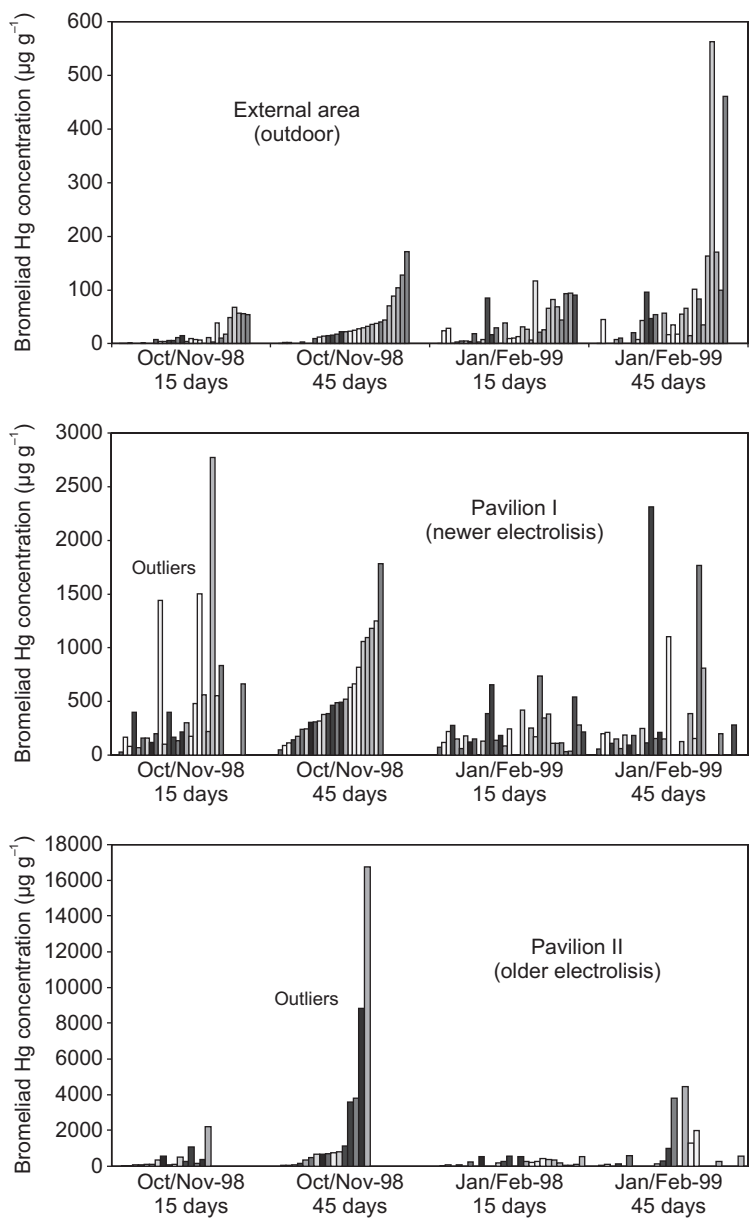 Bromeliad Hg concentration (µg g⁻¹)
600
500
400
300
200
100
0
External area
(outdoor)
Oct/Nov-98
15 days
Oct/Nov-98
45 days
Jan/Feb-99
15 days
Jan/Feb-99
45 days
Bromeliad Hg concentration (µg g⁻¹)
3000
2500
2000
1500
1000
500
0
Outliers
Pavilion I
(newer electrolisis)
Oct/Nov-98
15 days
Oct/Nov-98
45 days
Jan/Feb-99
15 days
Jan/Feb-99
45 days
Bromeliad Hg concentration (µg g⁻¹)
18000
16000
14000
12000
10000
8000
6000
4000
2000
0
Outliers
Pavilion II
(older electrolisis)
Oct/Nov-98
15 days
Oct/Nov-98
45 days
Jan/Feb-98
15 days
Jan/Feb-99
45 days